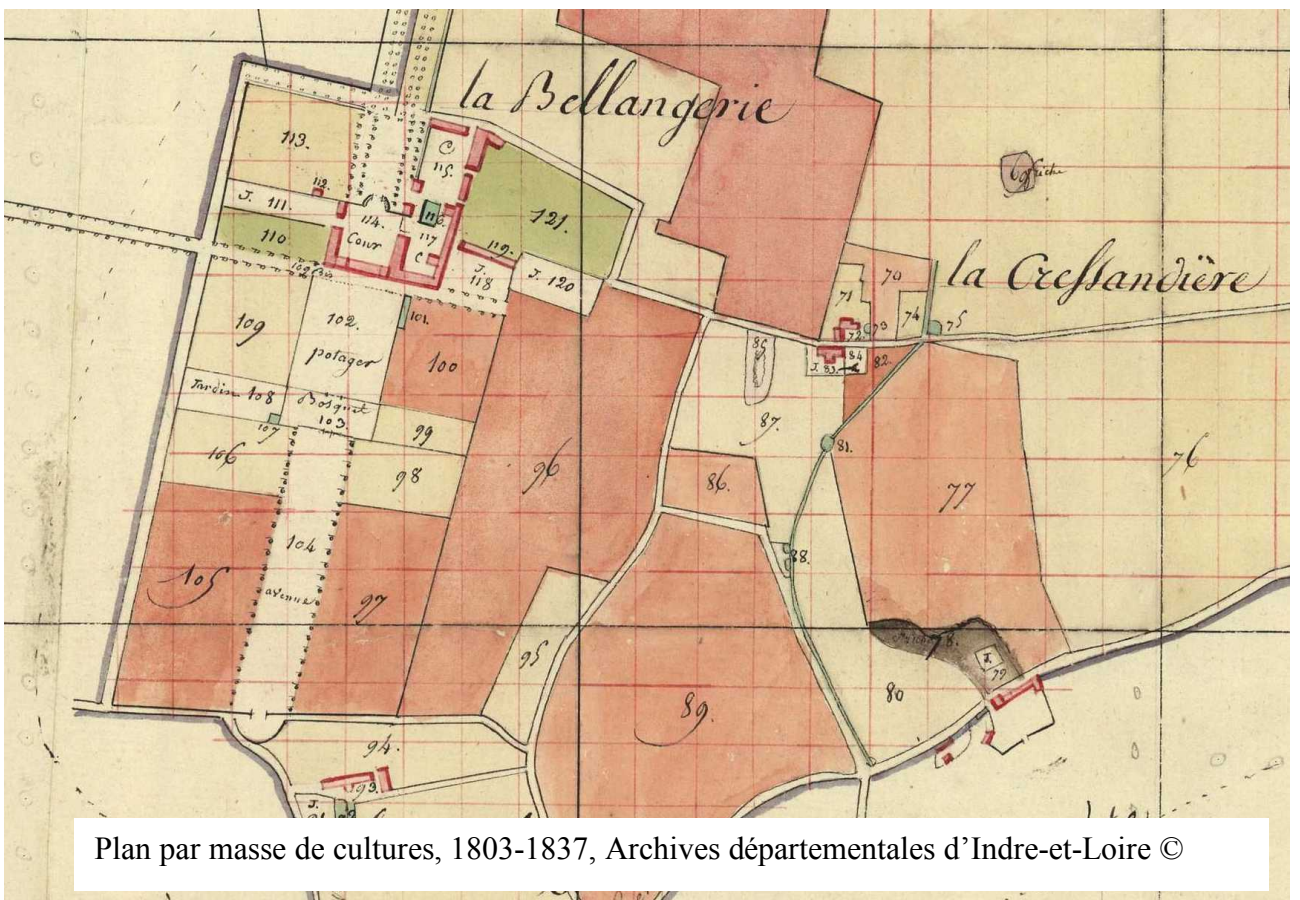 la Bellangerie
la Cressandière
113.
C
115.
112.
J. 111.
114.
Cour
116.
117
C
110
119.
121.
J.
118
J. 120
109
102.
potager
101.
100
Jardin 108
Bosquet
103.
107
99
106
98
96
105
104
avenue
97
95
94.
93.
J.
69 friche
70
71
72.
73
74
75
76
77
J. 83.
84
82
85
87.
81.
86.
88.
78.
J.
79
80
89.
Plan par masse de cultures, 1803-1837, Archives départementales d’Indre-et-Loire ©